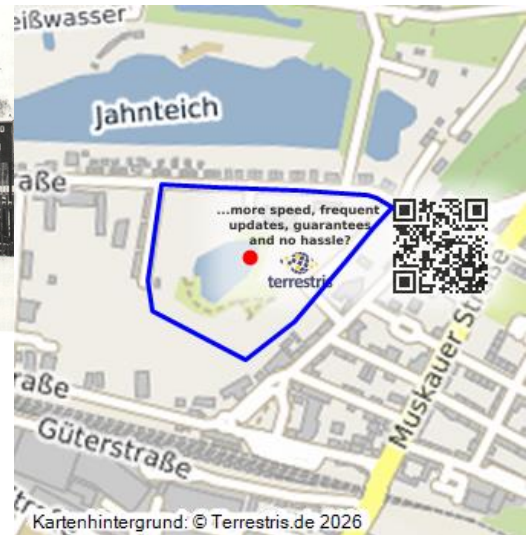 eißwasser
Jahnteich
raße
...more speed, frequent
updates, guarantees
and no hassle?
terrestris
Muskauer Straße
raße
Güterstraße
Kartenhintergrund: © Terrestris.de 2026